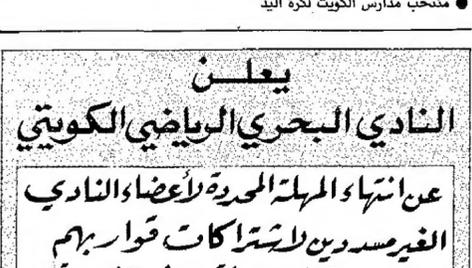 ● منتخب مدارس الكويت لكرة اليد
يعلن
النادي البحري الرياضي الكويتي
عن انتهاء المهلة المحددة لأعضاء النادي
الغير مسددين لاشتراكات قواربهم